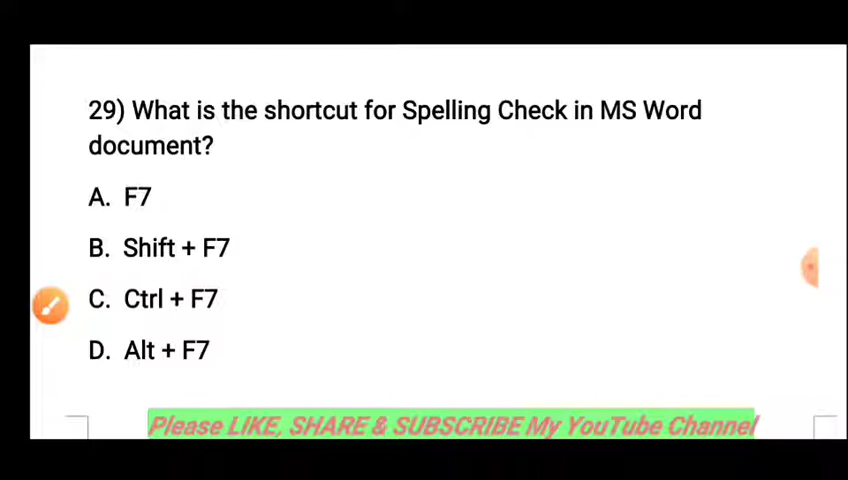 29) What is the shortcut for Spelling Check in MS Word
document?
A. F7
B. Shift + F7
C. Ctrl + F7
D. Alt + F7
Please LIKE, SHARE & SUBSCRIBE My YouTube Channel